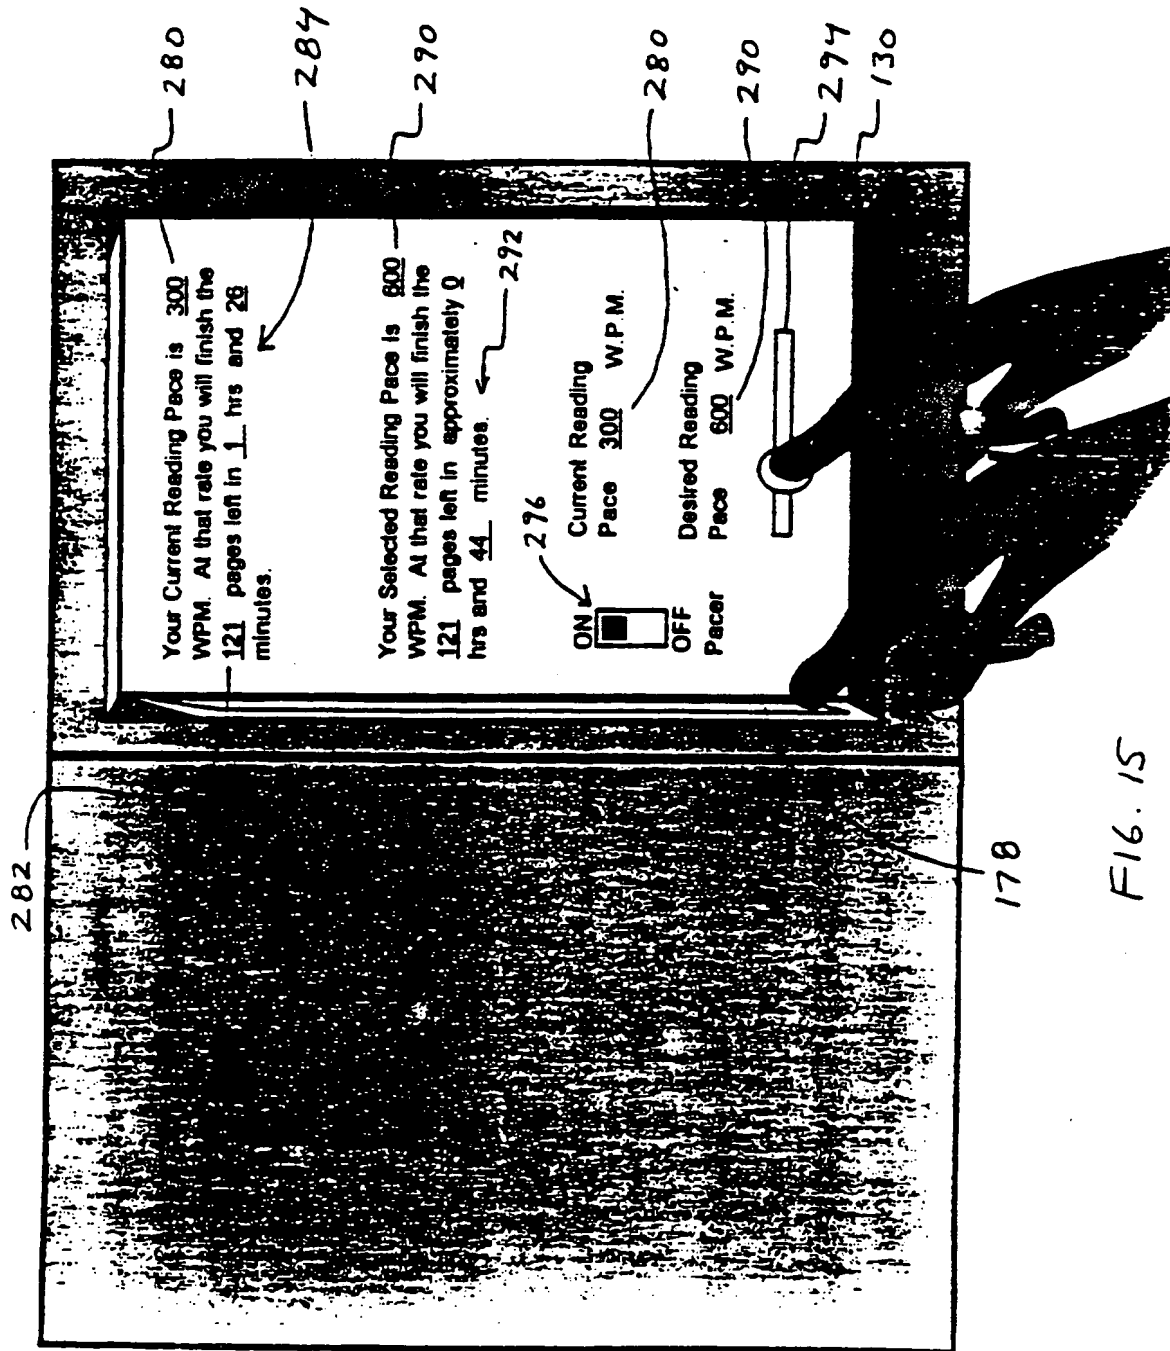 282
Your Current Reading Pace is 300
WPM. At that rate you will finish the
121 pages left in 1 hrs and 26
minutes.
280
284
Your Selected Reading Pace is 600
WPM. At that rate you will finish the
121 pages left in approximately 0
hrs and 44 minutes.
290
292
296
ON
OFF
Pacer
Current Reading
Pace 300 W.P.M.
280
Desired Reading
Pace 600 W.P.M.
290
294
130
178
FIG. 15